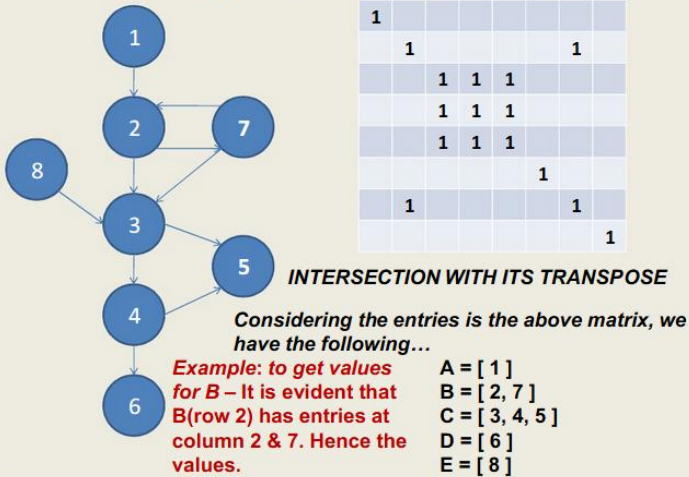 1
2
7
8
3
5
4
6
1
1 1
1 1 1
1 1 1
1 1 1
1
1 1
1
INTERSECTION WITH ITS TRANSPOSE
Considering the entries is the above matrix, we
have the following…
Example: to get values
for B – It is evident that
B(row 2) has entries at
column 2 & 7. Hence the
values.
A = [ 1 ]
B = [ 2, 7 ]
C = [ 3, 4, 5 ]
D = [ 6 ]
E = [ 8 ]